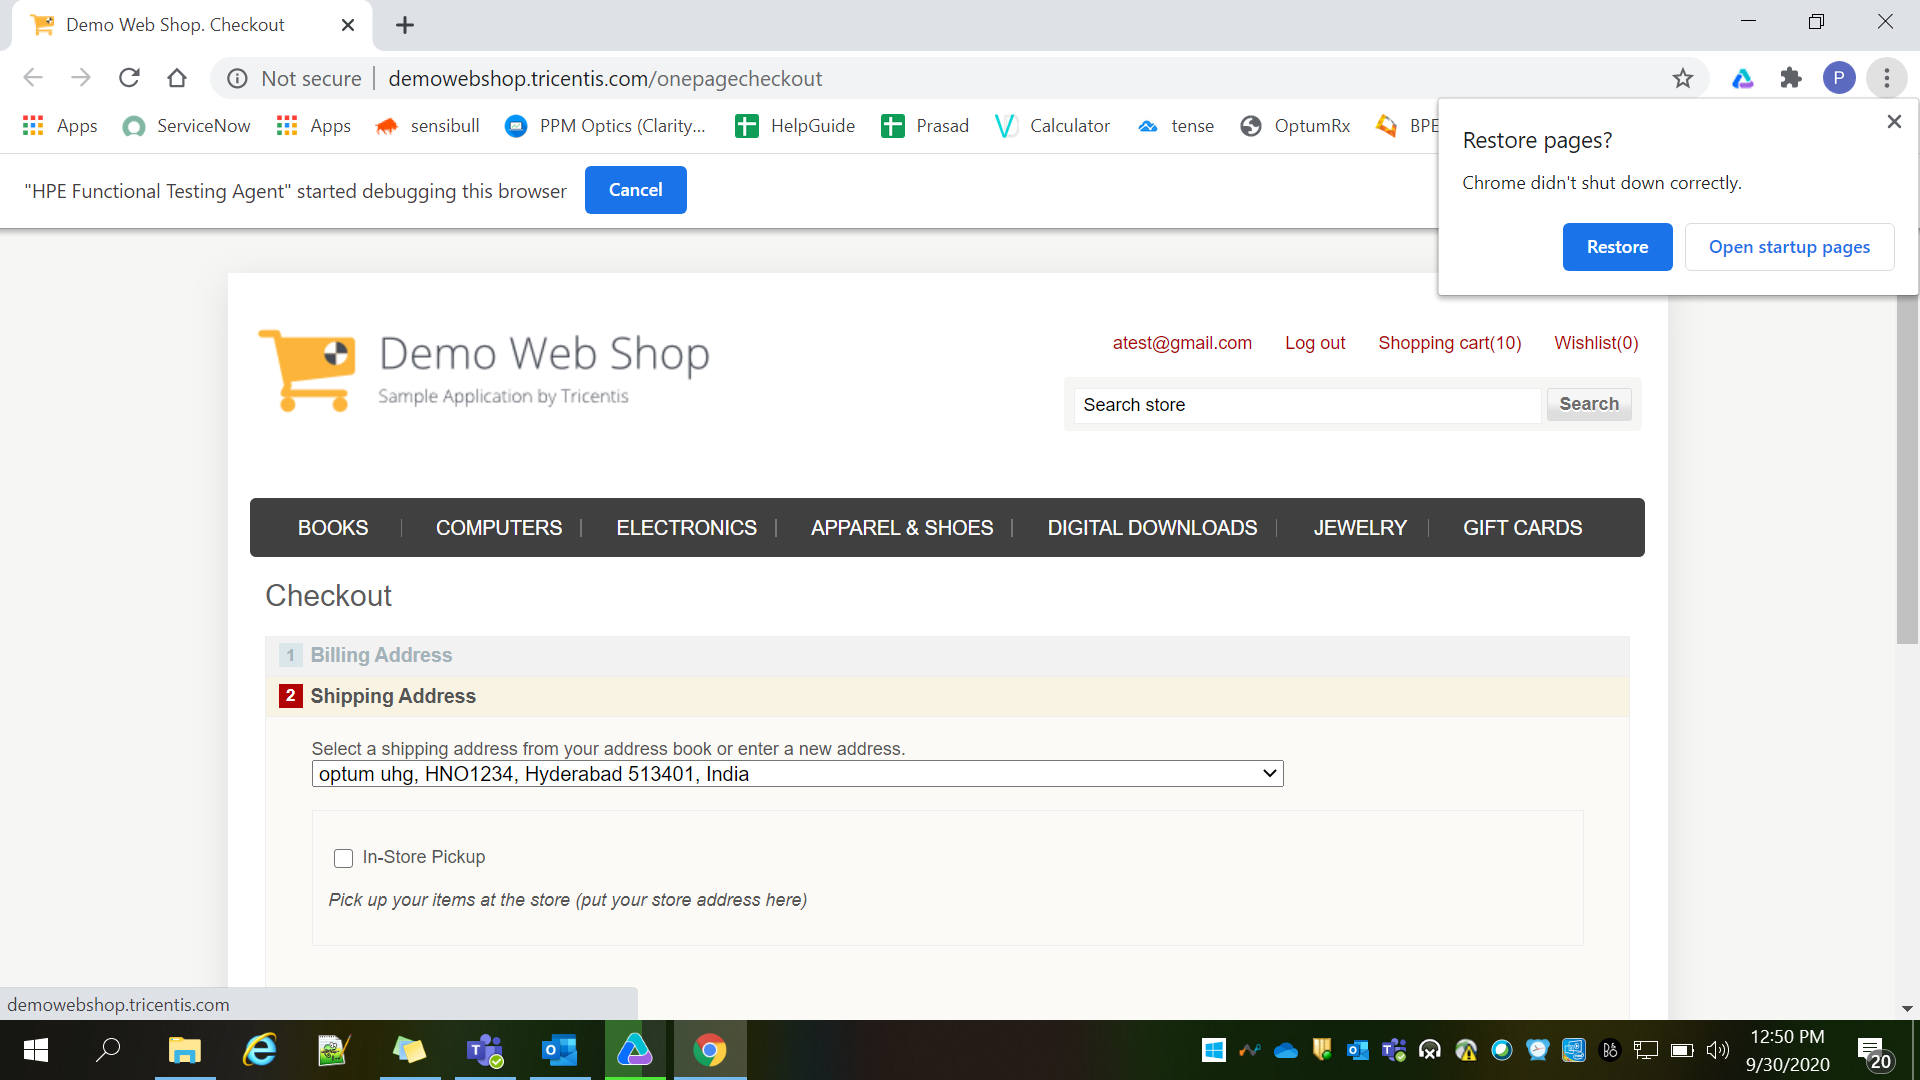 Demo Web Shop. Checkout
Not secure
demowebshop.tricentis.com/onepagecheckout
P
Apps
ServiceNow
Apps
sensibull
PPM Optics (Clarity...
HelpGuide
Prasad
Calculator
tense
OptumRx
BPE
"HPE Functional Testing Agent" started debugging this browser
Cancel
Restore pages?
Chrome didn't shut down correctly.
Restore
Open startup pages
Demo Web Shop
Sample Application by Tricentis
atest@gmail.com
Log out
Shopping cart(10)
Wishlist(0)
Search store
Search
BOOKS
COMPUTERS
ELECTRONICS
APPAREL & SHOES
DIGITAL DOWNLOADS
JEWELRY
GIFT CARDS
Checkout
1 Billing Address
2 Shipping Address
Select a shipping address from your address book or enter a new address.
optum uhg, HNO1234, Hyderabad 513401, India
In-Store Pickup
Pick up your items at the store (put your store address here)
demowebshop.tricentis.com
12:50 PM
9/30/2020
20